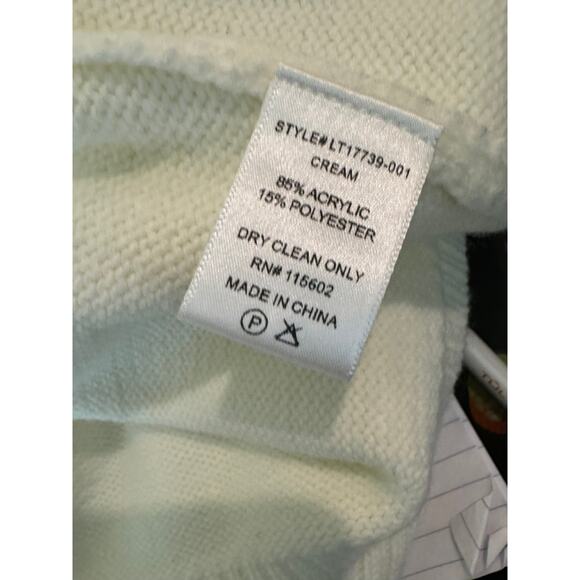 STYLE# LT17739-001
CREAM
85% ACRYLIC
15% POLYESTER
DRY CLEAN ONLY
RN# 115602
MADE IN CHINA
P